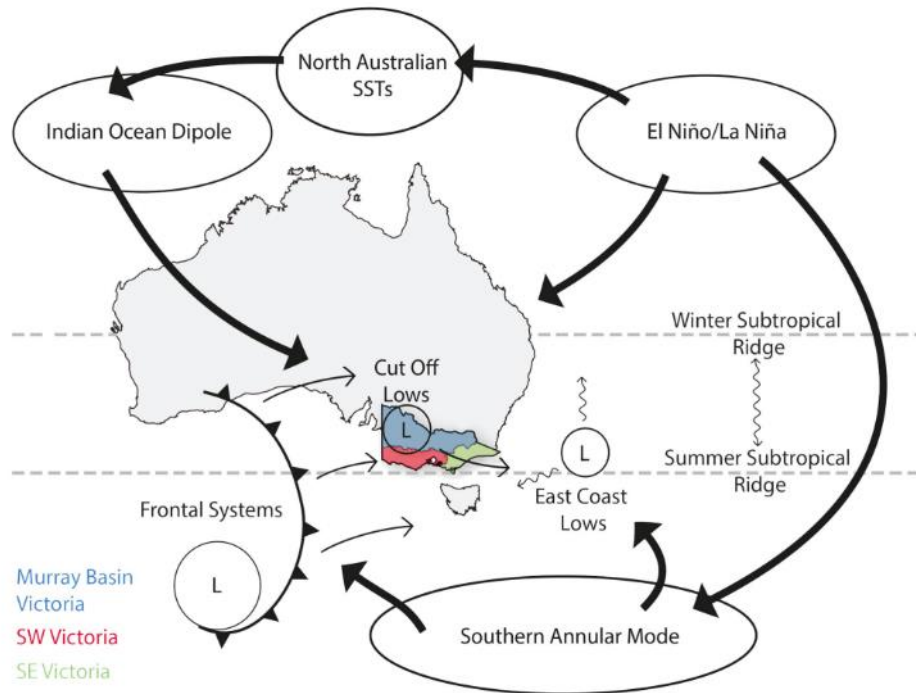 North Australian
SSTs
Indian Ocean Dipole
El Niño/La Niña
Winter Subtropical
Ridge
Cut Off
Lows
L
L
Summer Subtropical
Ridge
East Coast
Lows
Frontal Systems
L
Murray Basin
Victoria
SW Victoria
SE Victoria
Southern Annular Mode